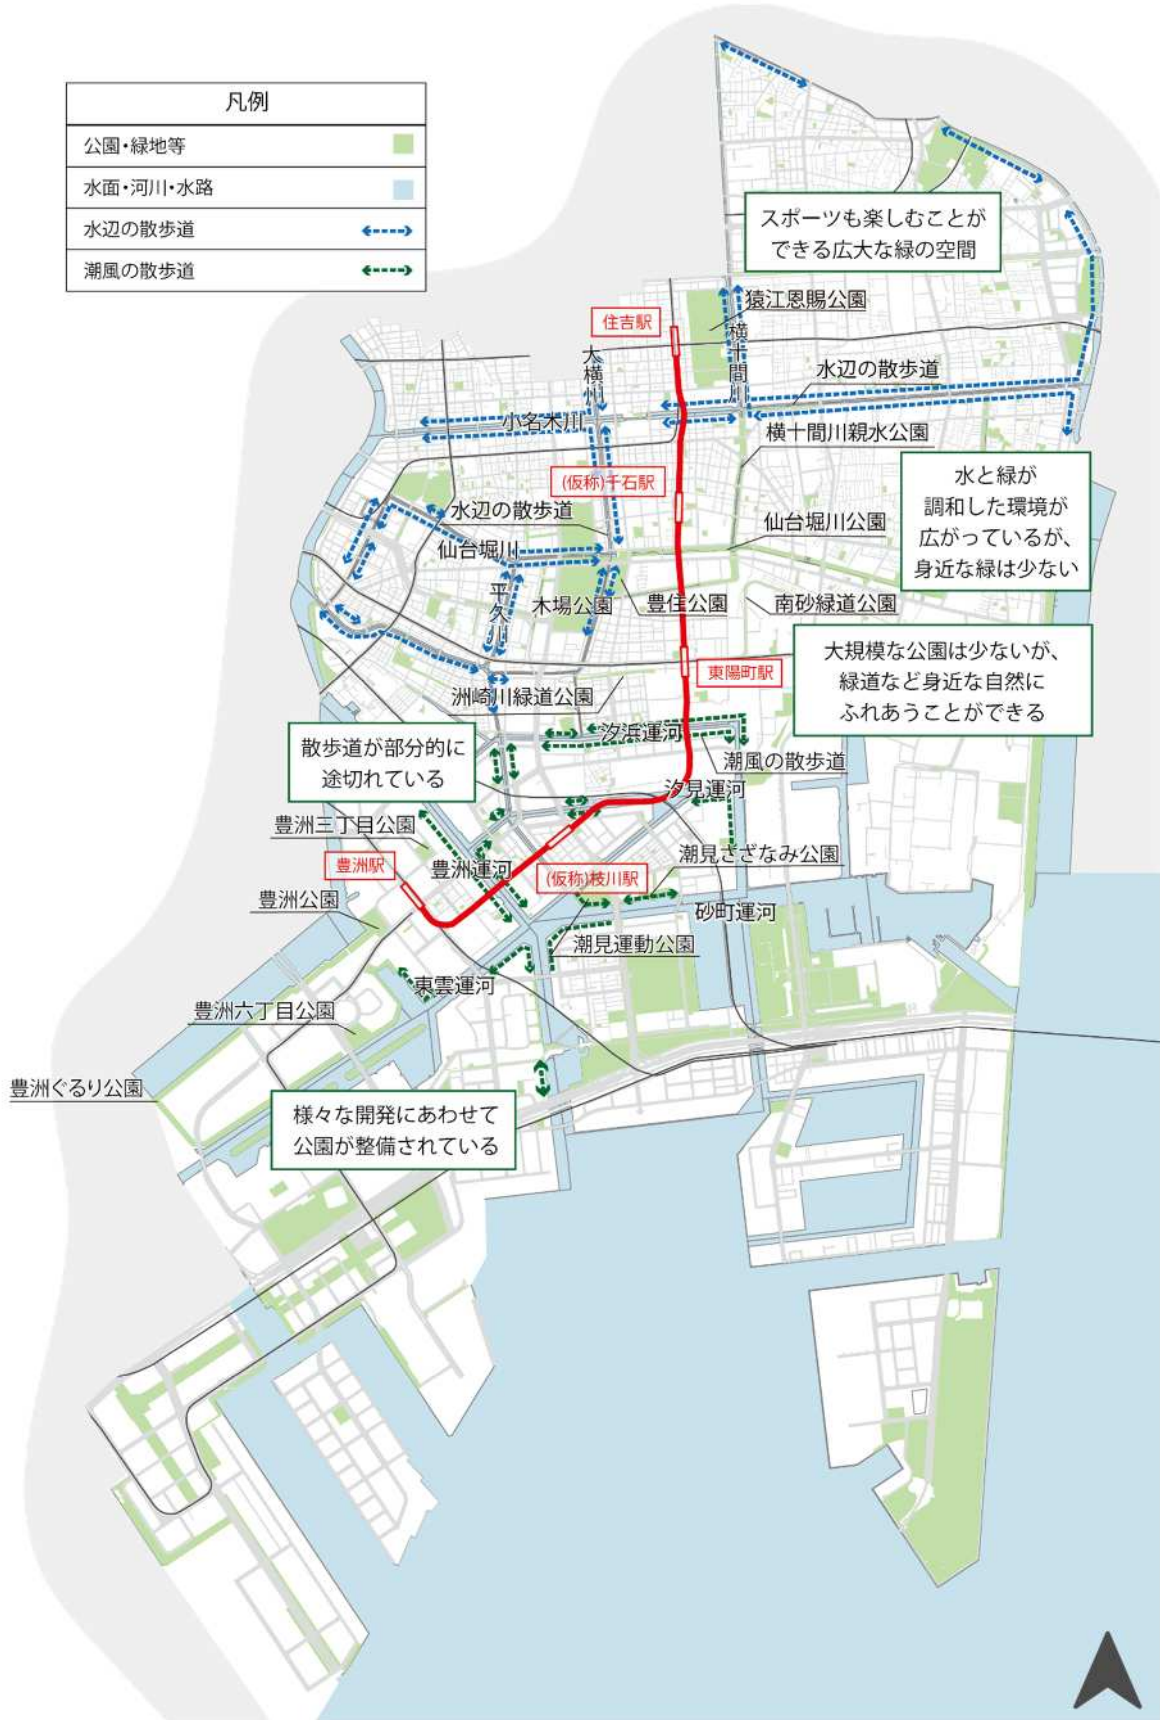 凡例
公園・緑地等
水面・河川・水路
水辺の散歩道
潮風の散歩道
スポーツも楽しむことが
できる広大な緑の空間
猿江恩賜公園
住吉駅
横十間川
大横川
水辺の散歩道
小名木川
横十間川親水公園
(仮称)千石駅
水と緑が
調和した環境が
広がっているが、
身近な緑は少ない
水辺の散歩道
仙台堀川公園
仙台堀川
平久川
木場公園
豊住公園
南砂緑道公園
大規模な公園は少ないが、
緑道など身近な自然に
ふれあうことができる
東陽町駅
洲崎川緑道公園
散歩道が部分的に
途切れている
汐浜運河
潮風の散歩道
汐見運河
豊洲三丁目公園
豊洲駅
豊洲運河
(仮称)枝川駅
潮見さざなみ公園
豊洲公園
砂町運河
潮見運動公園
東雲運河
豊洲六丁目公園
豊洲ぐるり公園
様々な開発にあわせて
公園が整備されている